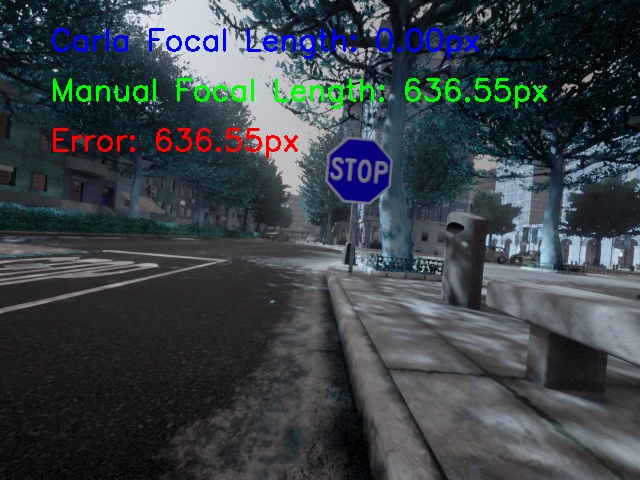 Carla Focal Length: 0.00px
Manual Focal Length: 636.55px
Error: 636.55px
STOP